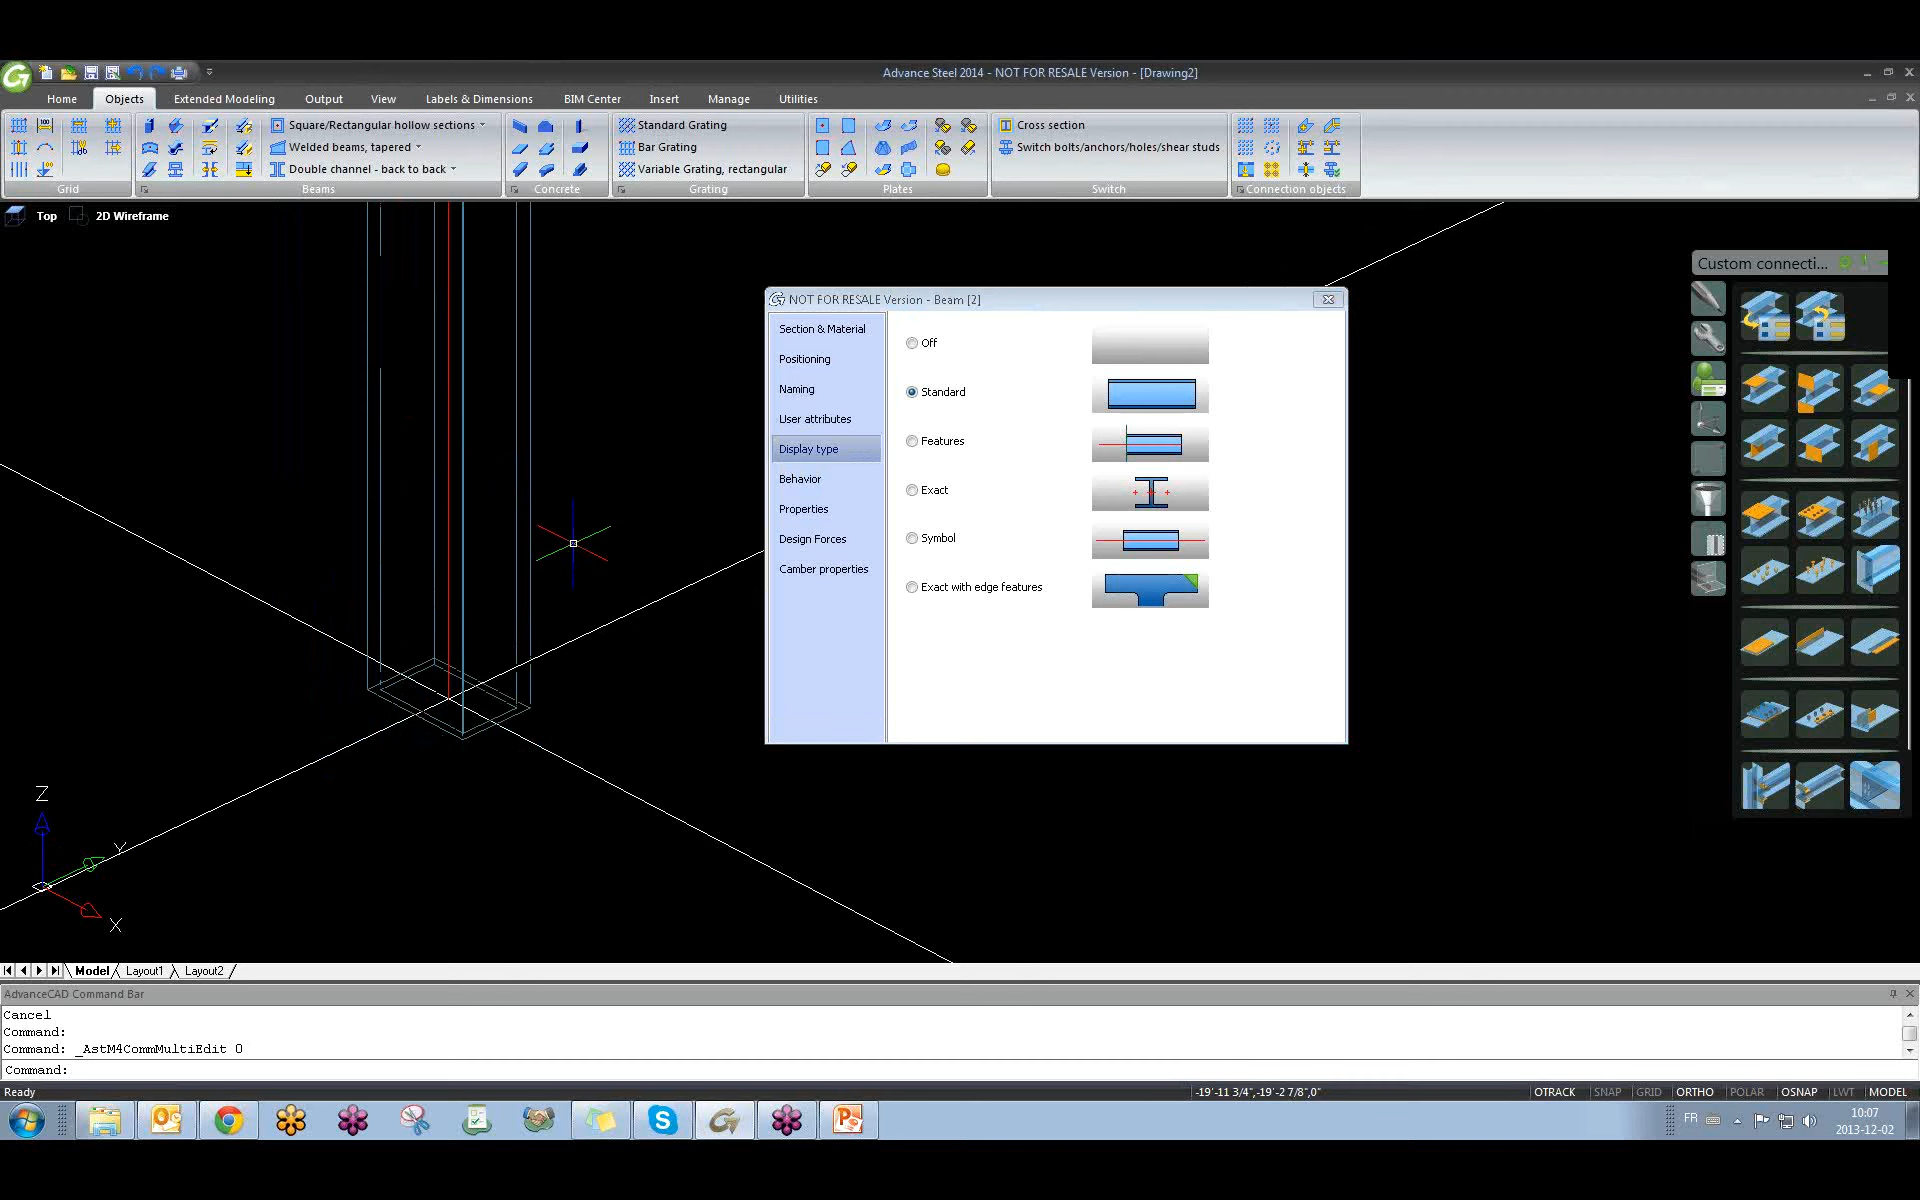 Advance Steel 2014 - NOT FOR RESALE Version - [Drawing2]
Home Objects Extended Modeling Output View Labels & Dimensions BIM Center Insert Manage Utilities
Square/Rectangular hollow sections Standard Grating Cross section
Welded beams, tapered Bar Grating Switch bolts/anchors/holes/shear studs
Double channel - back to back Variable Grating, rectangular
Grid Beams Concrete Grating Plates Switch Connection objects
Top 2D Wireframe
Custom connecti...
NOT FOR RESALE Version - Beam [2]
Section & Material
Positioning
Naming
User attributes
Display type
Behavior
Properties
Design Forces
Camber properties
Off
Standard
Features
Exact
Symbol
Exact with edge features
Z
Y
X
Model Layout1 Layout2
AdvanceCAD Command Bar
Cancel
Command:
Command: _AstM4CommMultiEdit O
Command:
Ready -19'-11 3/4",-19'-2 7/8",0" OTRACK SNAP GRID ORTHO POLAR OSNAP LWT MODEL
FR 10:07
2013-12-02